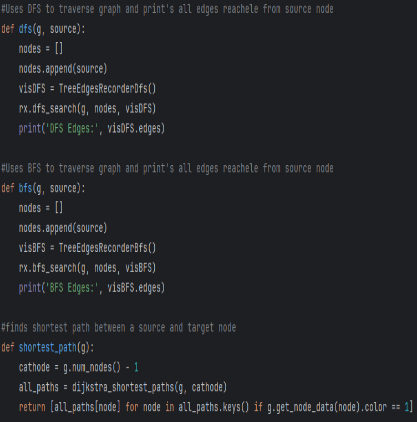 #Uses DFS to traverse graph and print's all edges reachele from source node
def dfs(g, source):
    nodes = []
    nodes.append(source)
    visDFS = TreeEdgesRecorderDfs()
    rx.dfs_search(g, nodes, visDFS)
    print('DFS Edges:', visDFS.edges)
#Uses BFS to traverse graph and print's all edges reachele from source node
def bfs(g, source):
    nodes = []
    nodes.append(source)
    visBFS = TreeEdgesRecorderBfs()
    rx.bfs_search(g, nodes, visBFS)
    print('BFS Edges:', visBFS.edges)
#finds shortest path between a source and target node
def shortest_path(g):
    cathode = g.num_nodes() - 1
    all_paths = dijkstra_shortest_paths(g, cathode)
    return [all_paths[node] for node in all_paths.keys() if g.get_node_data(node).color == 1]